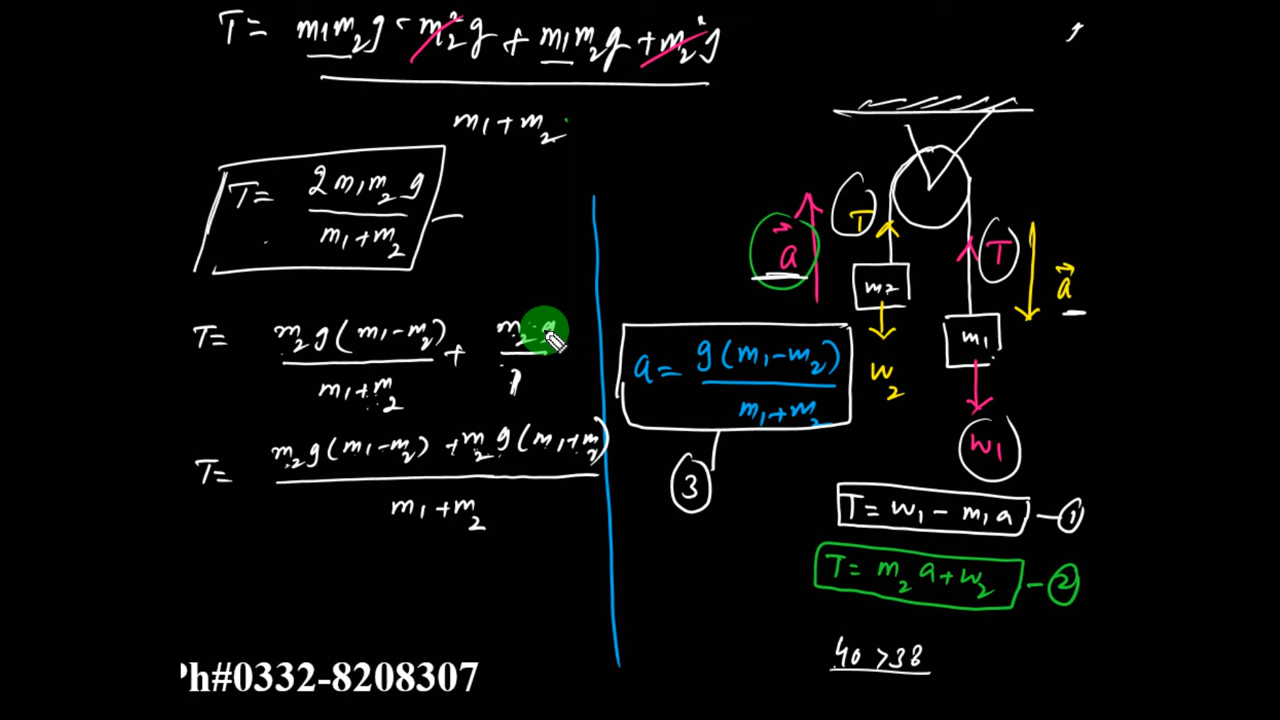 T = m₁m₂g - m₂²g + m₁m₂g + m₂²g
m₁+m₂
T = 2m₁m₂g
m₁+m₂
T = m₂g(m₁-m₂) + m₂g
m₁+m₂ 1
T = m₂g(m₁-m₂) + m₂g(m₁+m₂)
m₁+m₂
a = g(m₁-m₂)
m₁+m₂
3
T
T
a
a
m2
m1
w₂
w1
T = w₁ - m₁a - 1
T = m₂a + w₂ - 2
40 > 38
Ph#0332-8208307